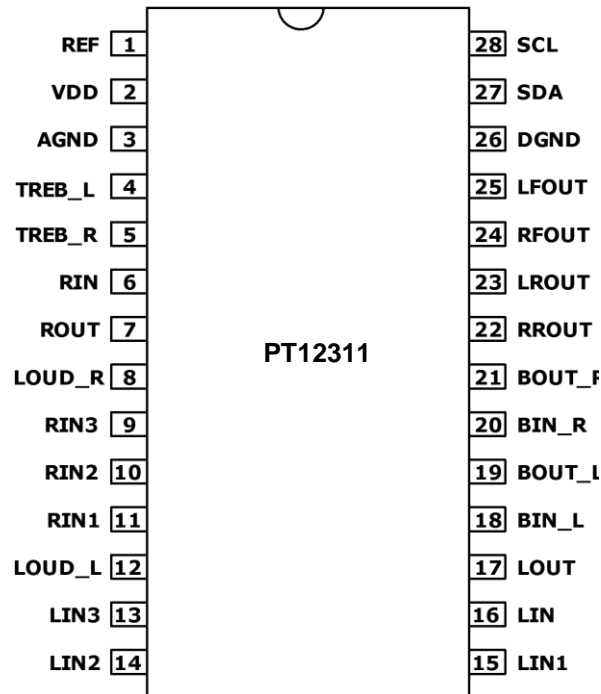 REF 1
VDD 2
AGND 3
TREB_L 4
TREB_R 5
RIN 6
ROUT 7
LOUD_R 8
RIN3 9
RIN2 10
RIN1 11
LOUD_L 12
LIN3 13
LIN2 14
PT12311
28 SCL
27 SDA
26 DGND
25 LFOUT
24 RFOUT
23 LROUT
22 RROUT
21 BOUT_R
20 BIN_R
19 BOUT_L
18 BIN_L
17 LOUT
16 LIN
15 LIN1